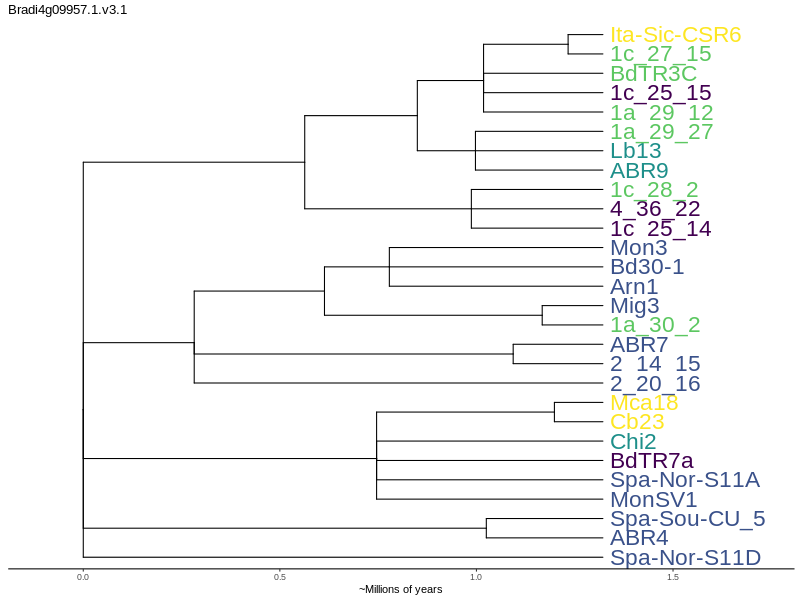 Bradi4g09957.1.v3.1
Ita-Sic-CSR6
1c_27_15
BdTR3C
1c_25_15
1a_29_12
1a_29_27
Lb13
ABR9
1c_28_2
4_36_22
1c_25_14
Mon3
Bd30-1
Arn1
Mig3
1a_30_2
ABR7
2_14_15
2_20_16
Mca18
Cb23
Chi2
BdTR7a
Spa-Nor-S11A
MonSV1
Spa-Sou-CU_5
ABR4
Spa-Nor-S11D
0.0 0.5 1.0 1.5
~Millions of years